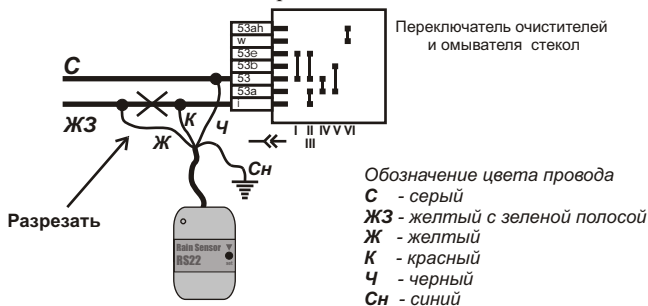 53ah
w
53e
53b
53
53a
i
Переключатель очистителей
и омывателя стекол
С
ЖЗ
Ж
К
Ч
Сн
I II IV V VI
III
Разрезать
Rain Sensor
RS22
Обозначение цвета провода
С - серый
ЖЗ - желтый с зеленой полосой
Ж - желтый
К - красный
Ч - черный
Сн - синий